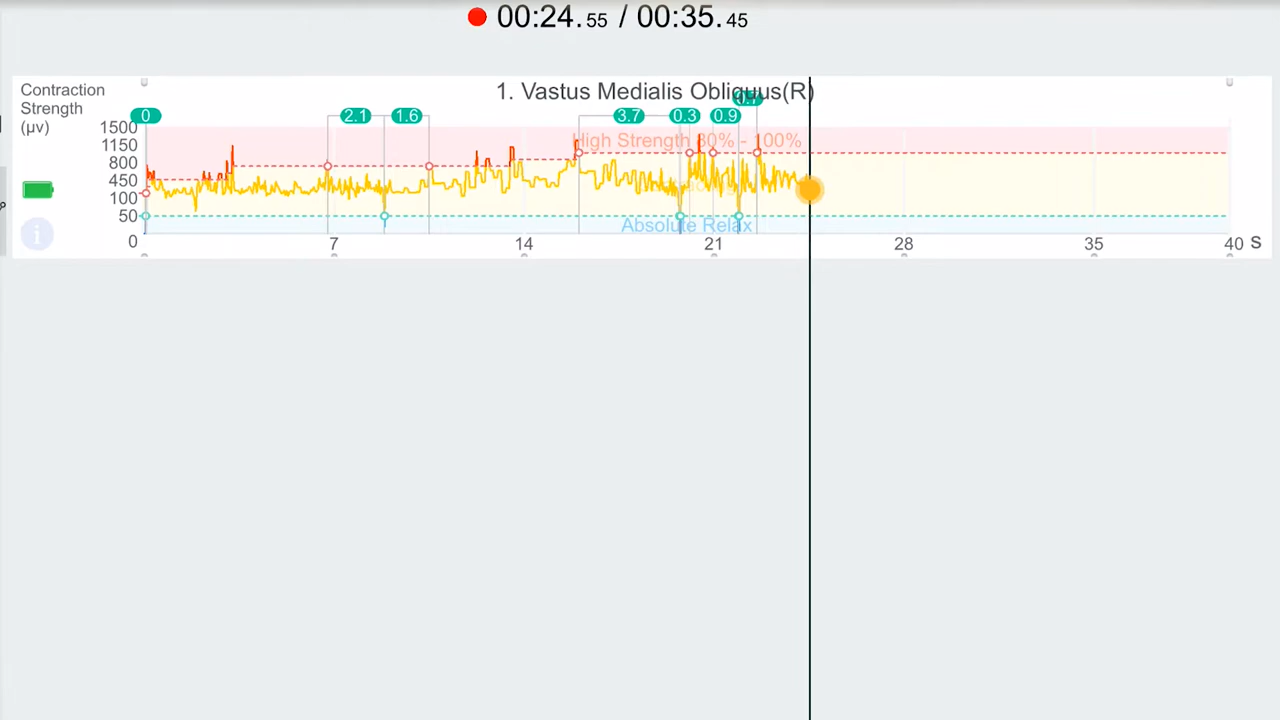 00:24.55 / 00:35.45
Contraction
Strength
(μv)
1. Vastus Medialis Obliquus(R)
0 2.1 1.6 3.7 0.3 0.9
1500
1150
800
450
100
50
0
High Strength 80% - 100%
Absolute Relax
7 14 21 28 35 40 S